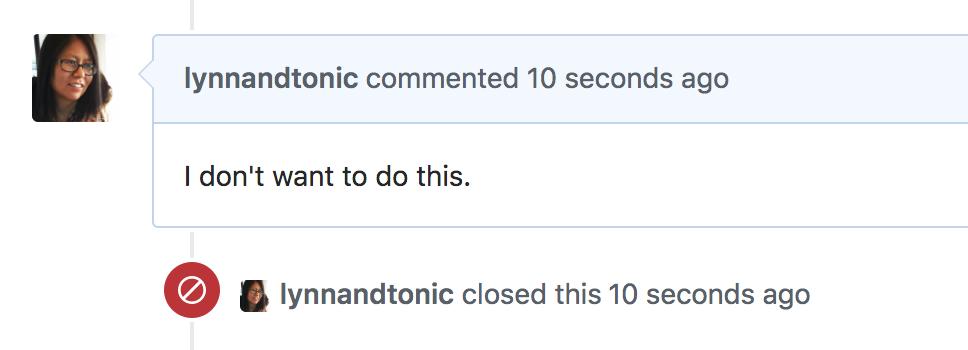 lynnandtonic commented 10 seconds ago
I don't want to do this.
lynnandtonic closed this 10 seconds ago